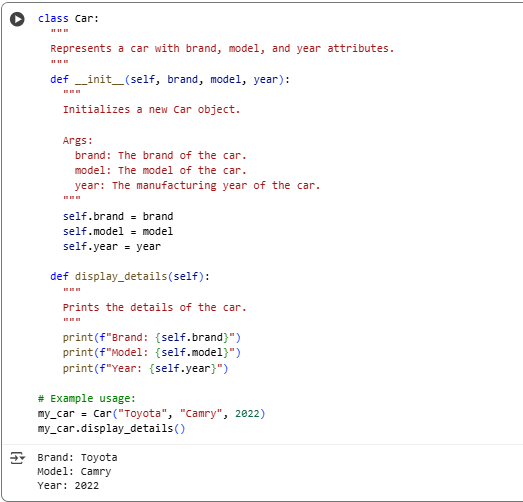 class Car:
  """
  Represents a car with brand, model, and year attributes.
  """
  def __init__(self, brand, model, year):
    """
    Initializes a new Car object.

    Args:
      brand: The brand of the car.
      model: The model of the car.
      year: The manufacturing year of the car.
    """
    self.brand = brand
    self.model = model
    self.year = year

  def display_details(self):
    """
    Prints the details of the car.
    """
    print(f"Brand: {self.brand}")
    print(f"Model: {self.model}")
    print(f"Year: {self.year}")

# Example usage:
my_car = Car("Toyota", "Camry", 2022)
my_car.display_details()
Brand: Toyota
Model: Camry
Year: 2022